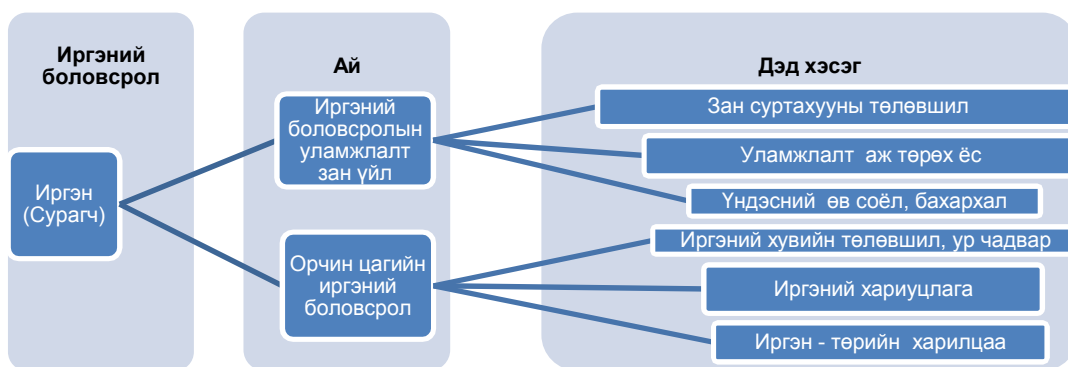 Иргэний
боловсрол
Иргэн
(Сурагч)
Ай
Иргэний
боловсролын
уламжлалт
зан үйл
Орчин цагийн
иргэний
боловсрол
Дэд хэсэг
Зан суртахууны төлөвшил
Уламжлалт аж төрөх ёс
Үндэсний өв соёл, бахархал
Иргэний хувийн төлөвшил, ур чадвар
Иргэний хариуцлага
Иргэн - төрийн харилцаа